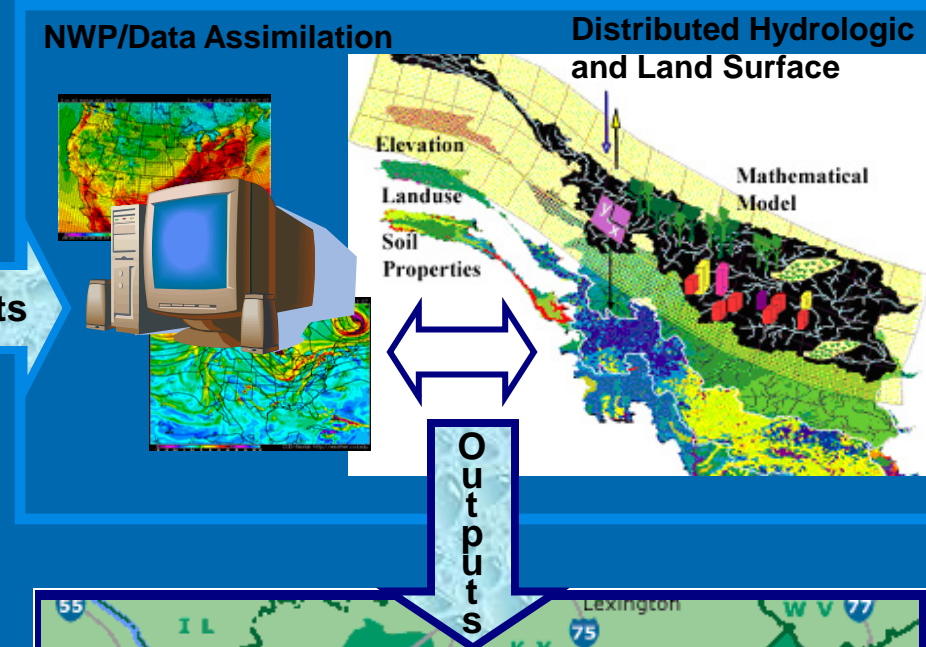 NWP/Data Assimilation
Distributed Hydrologic
and Land Surface
Elevation
Landuse
Soil
Properties
Mathematical
Model
y
x
ts
Outputs
55
I L
Lexington
K Y
75
W V
77